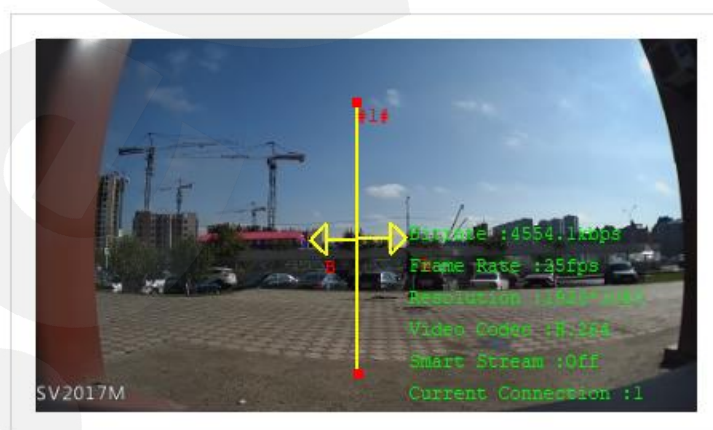 #1#
Bitrate :4554.1kbps
B
Frame Rate :25fps
Resolution :1920*1080
Video Codec :H.264
Smart Stream :Off
Current Connection :1
SV2017M